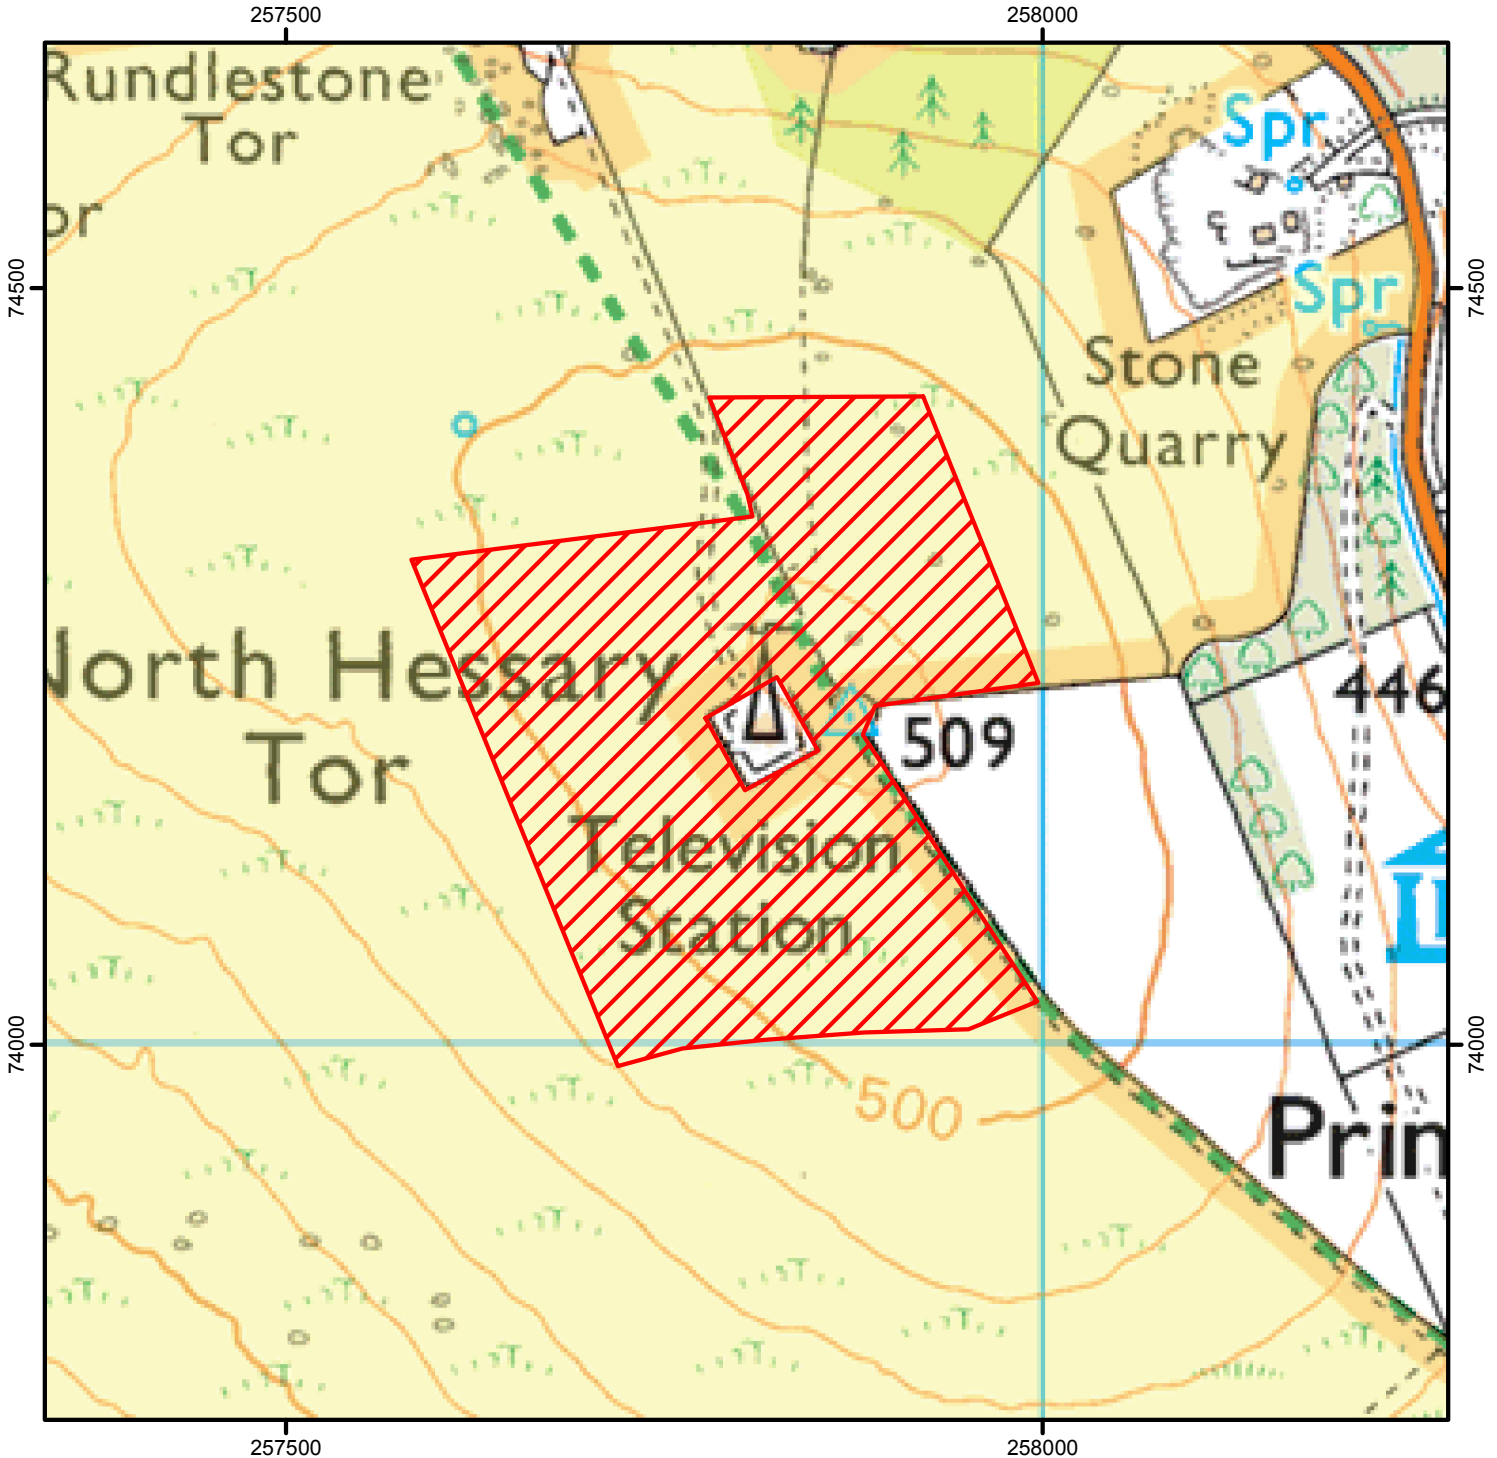 257500
258000
Rundlestone
Tor
or
Spr
74500
74500
Spr
Stone
Quarry
North Hessary
Tor
446
509
Television
Station
74000
74000
500
Prin
257500
258000